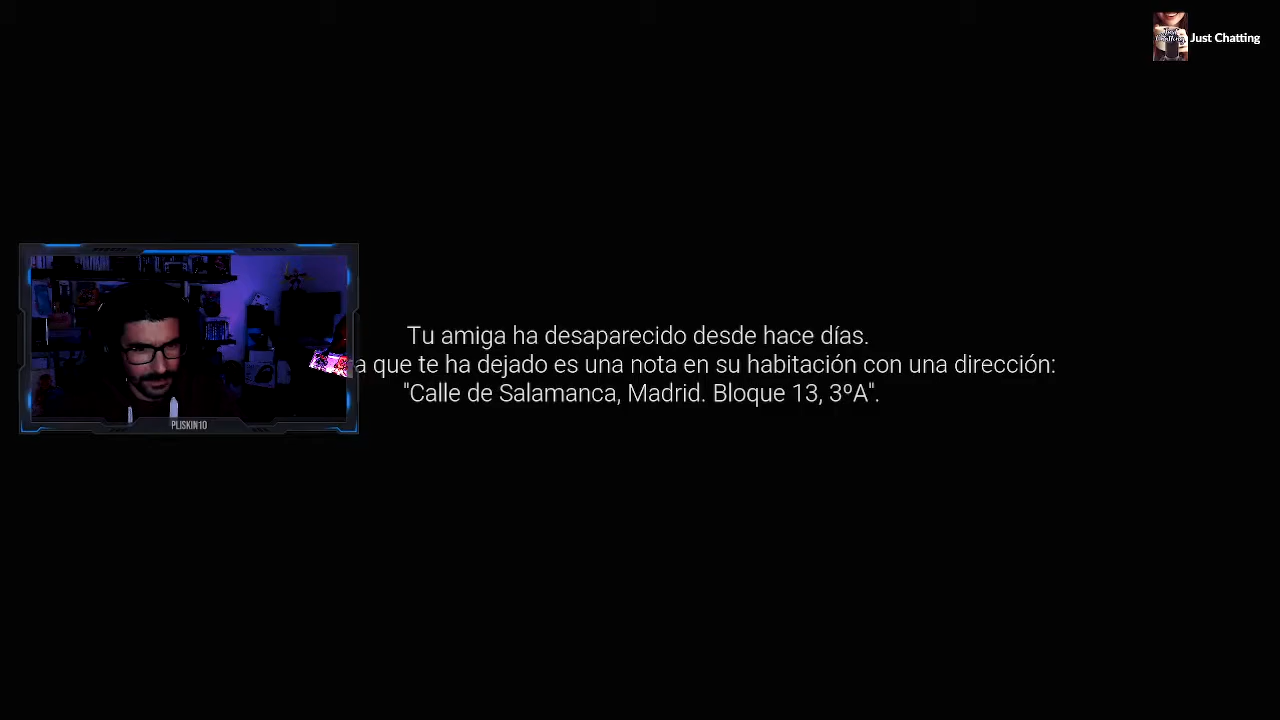 Just Chatting
Tu amiga ha desaparecido desde hace días.
a que te ha dejado es una nota en su habitación con una dirección:
"Calle de Salamanca, Madrid. Bloque 13, 3ºA".
PLISKIN10